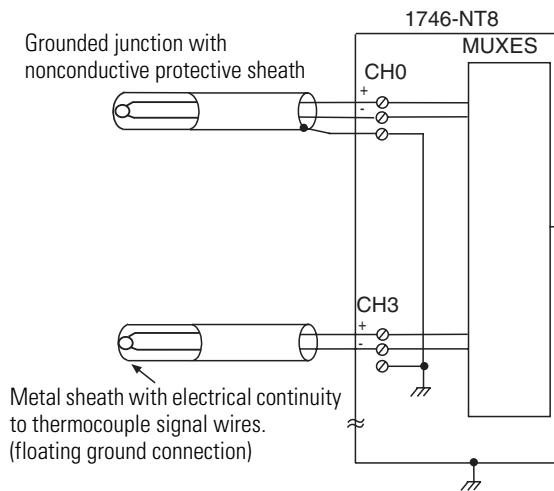 1746-NT8
MUXES
Grounded junction with
nonconductive protective sheath
CH0
+
-
CH3
+
-
Metal sheath with electrical continuity
to thermocouple signal wires.
(floating ground connection)